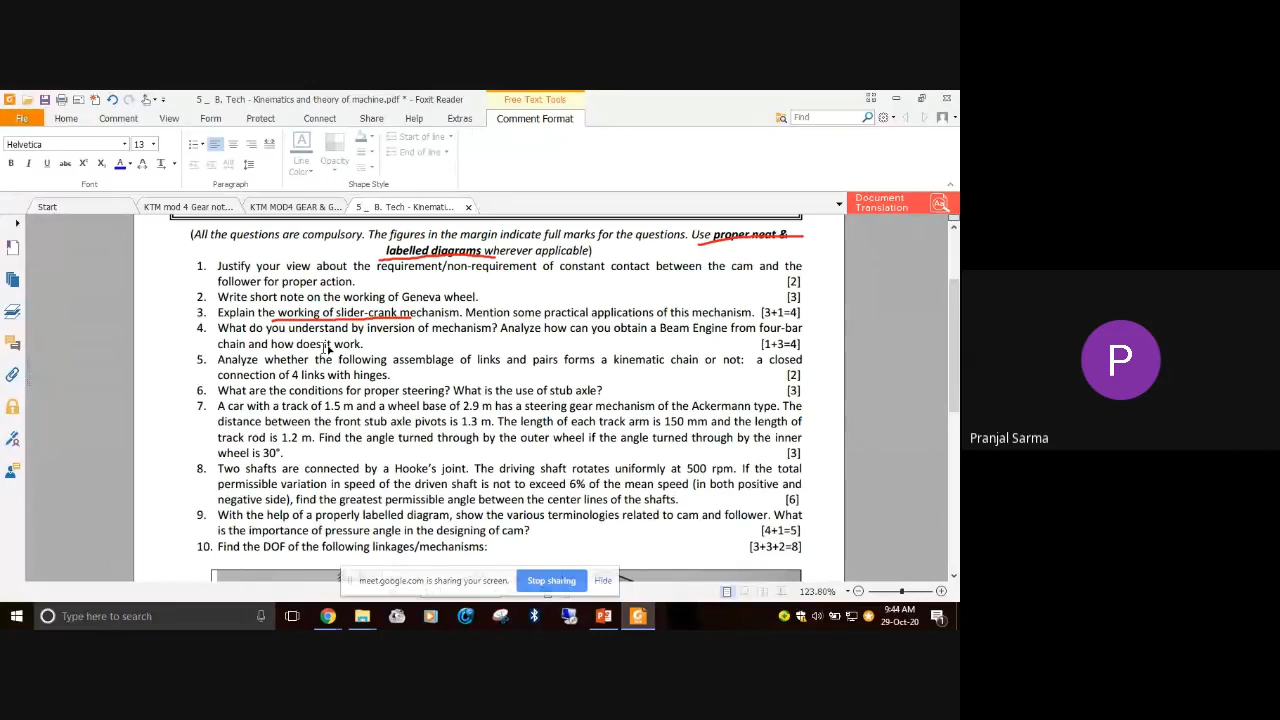 5 _ B. Tech - Kinematics and theory of machine.pdf * - Foxit Reader
Free Text Tools
File Home Comment View Form Protect Connect Share Help Extras Comment Format Find
Helvetica 13
Line Color Opacity
Start of line
End of line
Font Paragraph Shape Style
Start KTM mod 4 Gear not... KTM MOD4 GEAR & G... 5 _ B. Tech - Kinemati...
Document Translation
(All the questions are compulsory. The figures in the margin indicate full marks for the questions. Use proper neat &
labelled diagrams wherever applicable)
1. Justify your view about the requirement/non-requirement of constant contact between the cam and the
follower for proper action. [2]
2. Write short note on the working of Geneva wheel. [3]
3. Explain the working of slider-crank mechanism. Mention some practical applications of this mechanism. [3+1=4]
4. What do you understand by inversion of mechanism? Analyze how can you obtain a Beam Engine from four-bar
chain and how does it work. [1+3=4]
5. Analyze whether the following assemblage of links and pairs forms a kinematic chain or not: a closed
connection of 4 links with hinges. [2]
6. What are the conditions for proper steering? What is the use of stub axle? [3]
7. A car with a track of 1.5 m and a wheel base of 2.9 m has a steering gear mechanism of the Ackermann type. The
distance between the front stub axle pivots is 1.3 m. The length of each track arm is 150 mm and the length of
track rod is 1.2 m. Find the angle turned through by the outer wheel if the angle turned through by the inner
wheel is 30°. [3]
8. Two shafts are connected by a Hooke's joint. The driving shaft rotates uniformly at 500 rpm. If the total
permissible variation in speed of the driven shaft is not to exceed 6% of the mean speed (in both positive and
negative side), find the greatest permissible angle between the center lines of the shafts. [6]
9. With the help of a properly labelled diagram, show the various terminologies related to cam and follower. What
is the importance of pressure angle in the designing of cam? [4+1=5]
10. Find the DOF of the following linkages/mechanisms: [3+3+2=8]
meet.google.com is sharing your screen. Stop sharing Hide
123.80%
Type here to search
9:44 AM
29-Oct-20
P
Pranjal Sarma